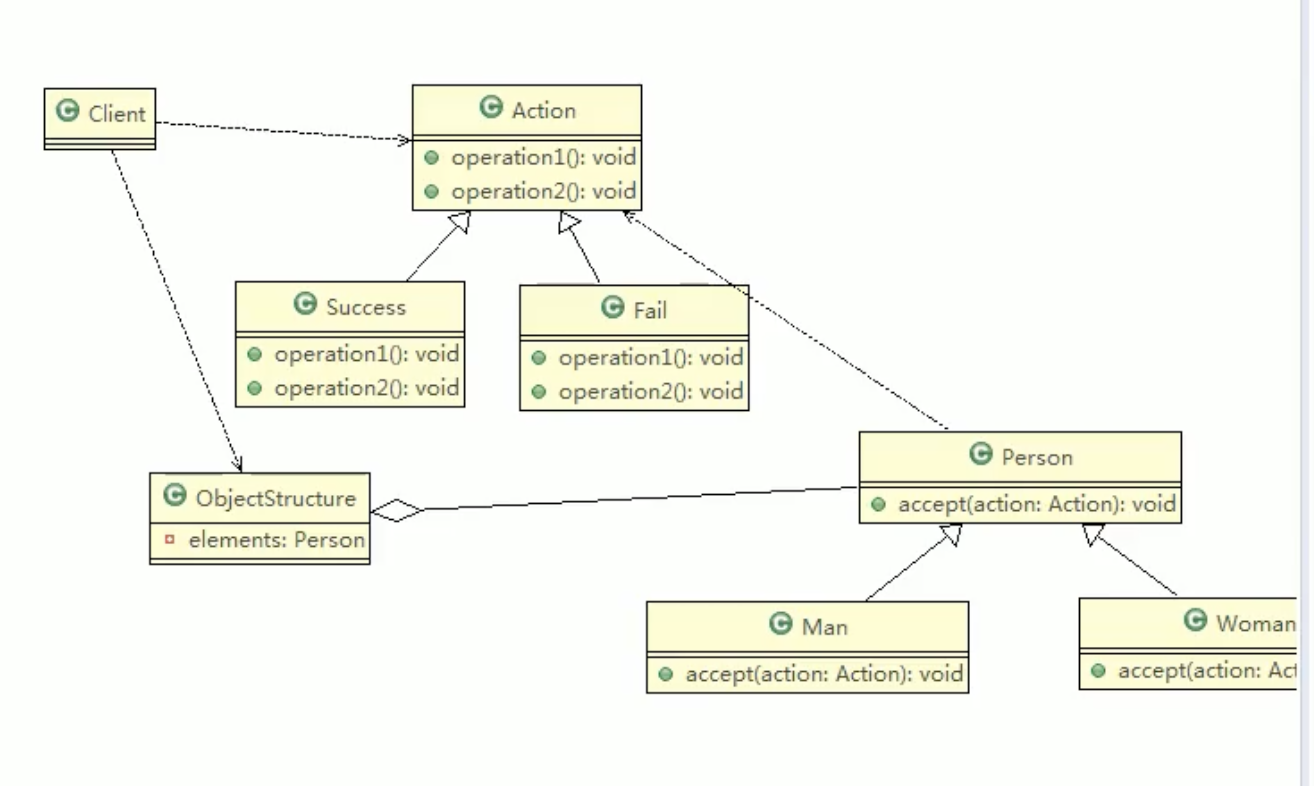 Client
Action
operation1(): void
operation2(): void
Success
operation1(): void
operation2(): void
Fail
operation1(): void
operation2(): void
ObjectStructure
elements: Person
Person
accept(action: Action): void
Man
accept(action: Action): void
Woman
accept(action: Act